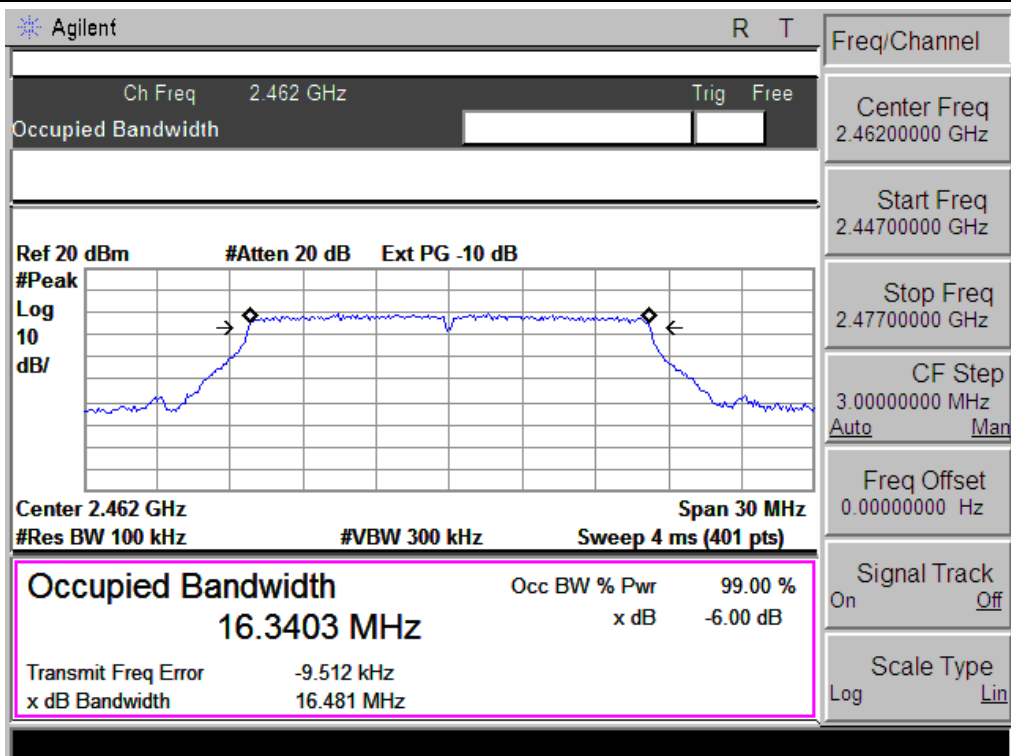 Agilent R T
Freq/Channel
Ch Freq 2.462 GHz Trig Free
Occupied Bandwidth
Center Freq
2.46200000 GHz
Start Freq
2.44700000 GHz
Stop Freq
2.47700000 GHz
CF Step
3.00000000 MHz
Auto Man
Freq Offset
0.00000000 Hz
Signal Track
On Off
Scale Type
Log Lin
Ref 20 dBm #Atten 20 dB Ext PG -10 dB
#Peak
Log
10
dB/
Center 2.462 GHz Span 30 MHz
#Res BW 100 kHz #VBW 300 kHz Sweep 4 ms (401 pts)
Occupied Bandwidth Occ BW % Pwr 99.00 %
16.3403 MHz x dB -6.00 dB
Transmit Freq Error -9.512 kHz
x dB Bandwidth 16.481 MHz